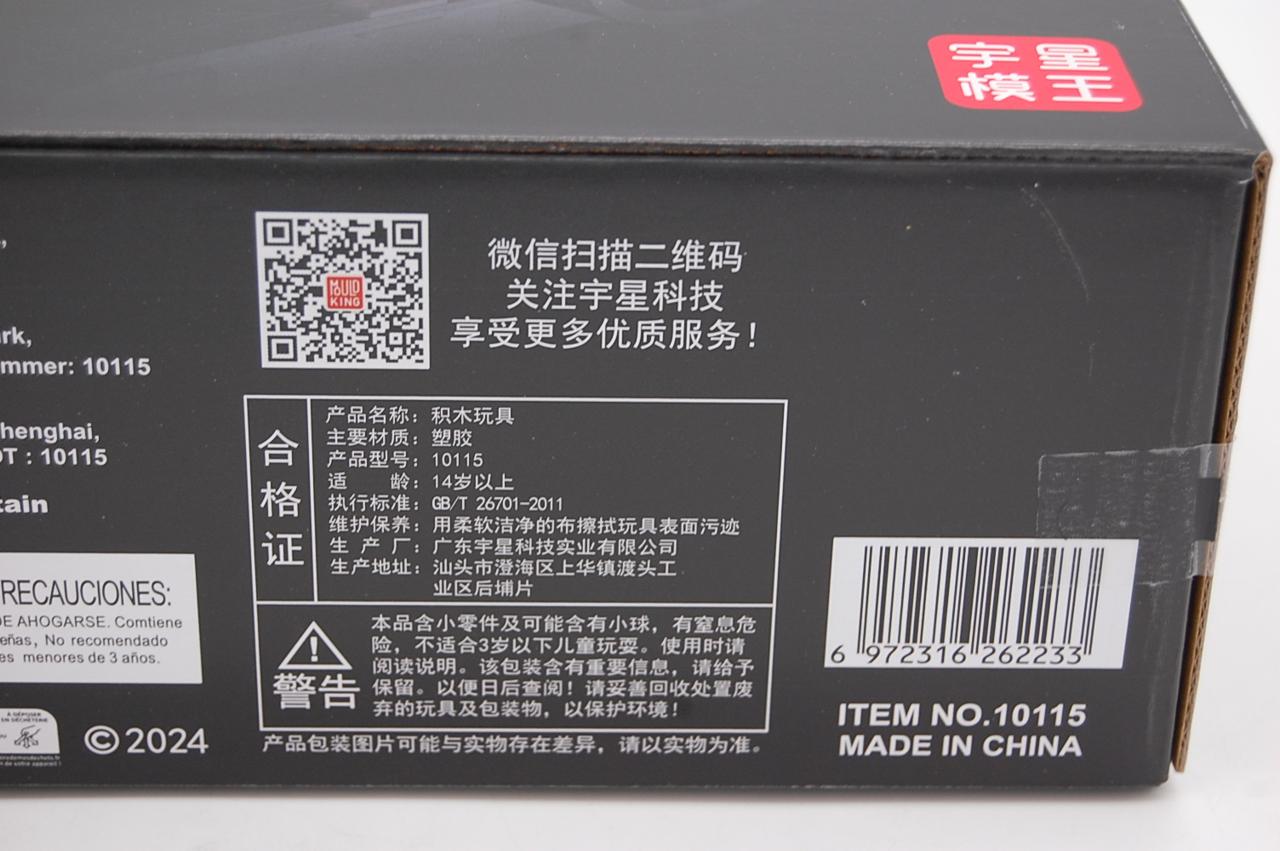 宇星
模王
MOULD
KING
微信扫描二维码
关注宇星科技
享受更多优质服务！
rk,
mmer: 10115
henghai,
OT : 10115
tain
合格证
产品名称：积木玩具
主要材质：塑胶
产品型号：10115
适　　龄：14岁以上
执行标准：GB/T 26701-2011
维护保养：用柔软洁净的布擦拭玩具表面污迹
生 产 厂：广东宇星科技实业有限公司
生产地址：汕头市澄海区上华镇渡头工
业区后埔片
警告
本品含小零件及可能含有小球，有窒息危
险，不适合3岁以下儿童玩耍。使用时请
阅读说明。该包装含有重要信息，请给予
保留。以便日后查阅！请妥善回收处置废
弃的玩具及包装物，以保护环境！
产品包装图片可能与实物存在差异，请以实物为准。
RECAUCIONES:
DE AHOGARSE. Comtiene
eñas, No recomendado
es menores de 3 años.
À DÉPOSER
EN DÉCHÈTERIE
©2024
6 972316 262233
ITEM NO.10115
MADE IN CHINA